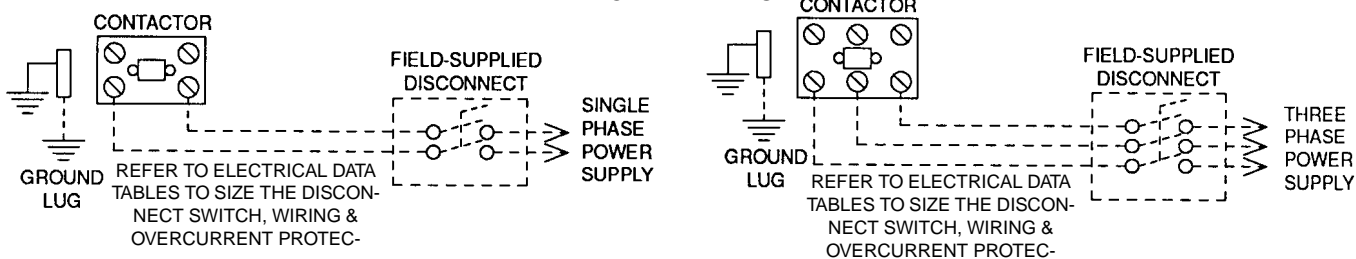 CONTACTOR
FIELD-SUPPLIED
DISCONNECT
SINGLE
PHASE
POWER
SUPPLY
GROUND
LUG
REFER TO ELECTRICAL DATA
TABLES TO SIZE THE DISCON-
NECT SWITCH, WIRING &
OVERCURRENT PROTEC-
CONTACTOR
FIELD-SUPPLIED
DISCONNECT
THREE
PHASE
POWER
SUPPLY
GROUND
LUG
REFER TO ELECTRICAL DATA
TABLES TO SIZE THE DISCON-
NECT SWITCH, WIRING &
OVERCURRENT PROTEC-